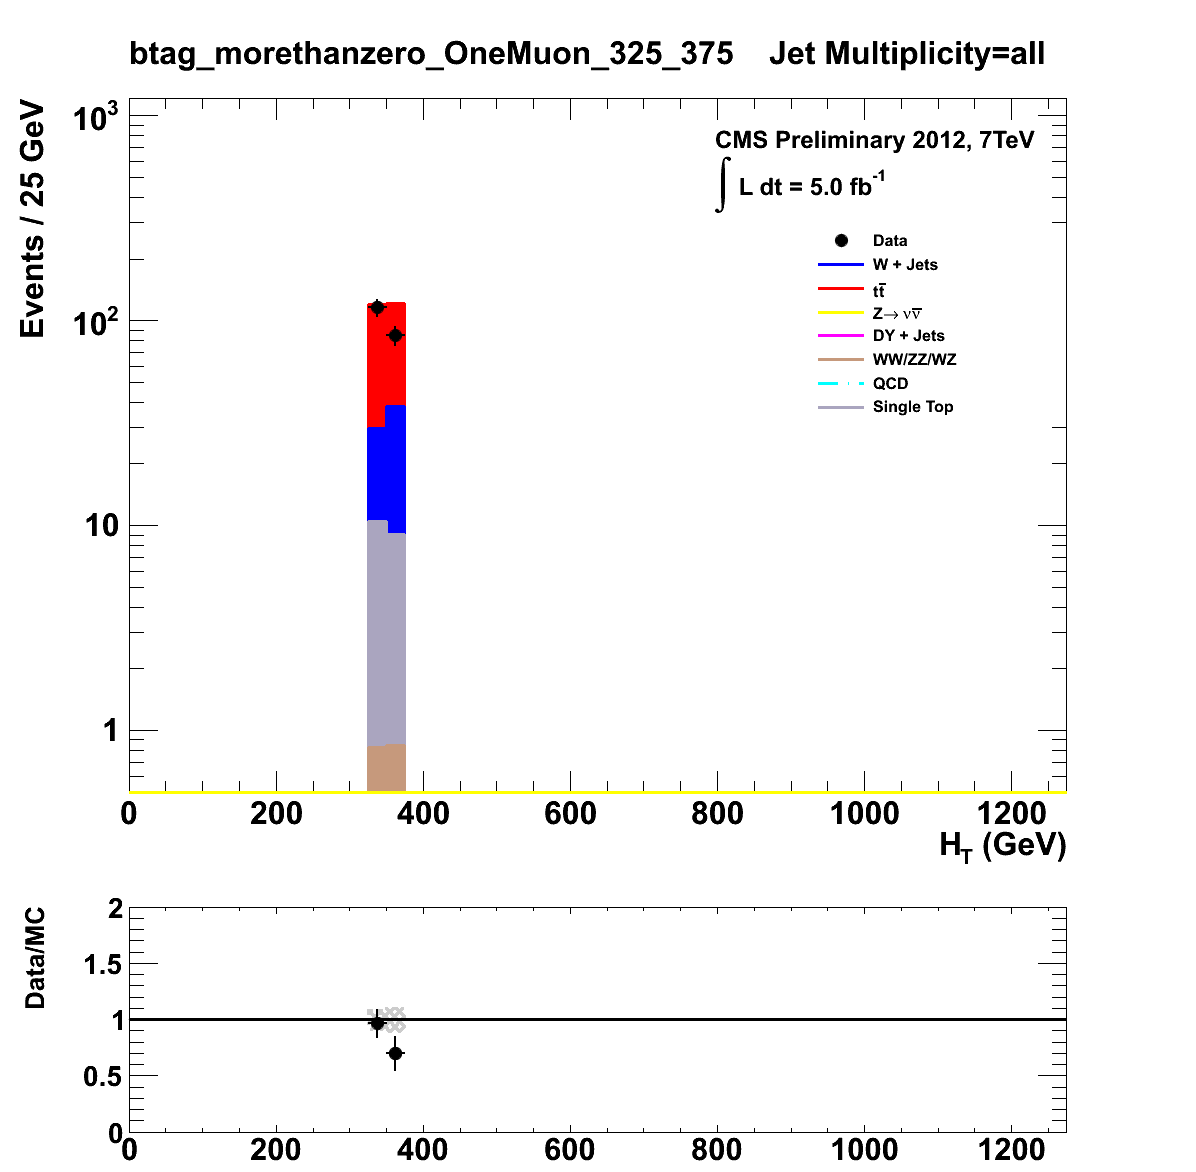 btag_morethanzero_OneMuon_325_375 Jet Multiplicity=all
Events / 25 GeV
10³
10²
10
1
CMS Preliminary 2012, 7TeV
∫ L dt = 5.0 fb⁻¹
Data
W + Jets
tt̅
Z→ νν̅
DY + Jets
WW/ZZ/WZ
QCD
Single Top
0 200 400 600 800 1000 1200
H_T (GeV)
Data/MC
2
1.5
1
0.5
0
0 200 400 600 800 1000 1200